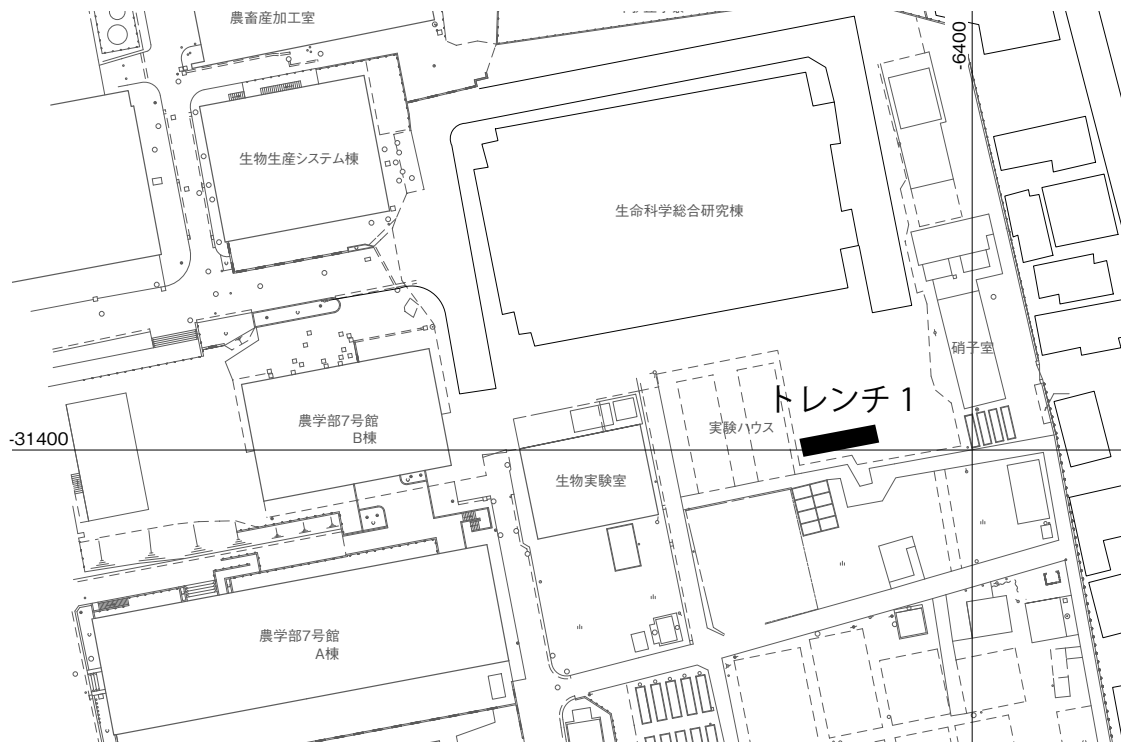 農畜産加工室
-6400
生物生産システム棟
生命科学総合研究棟
硝子室
トレンチ 1
-31400
農学部7号館
B棟
実験ハウス
生物実験室
農学部7号館
A棟